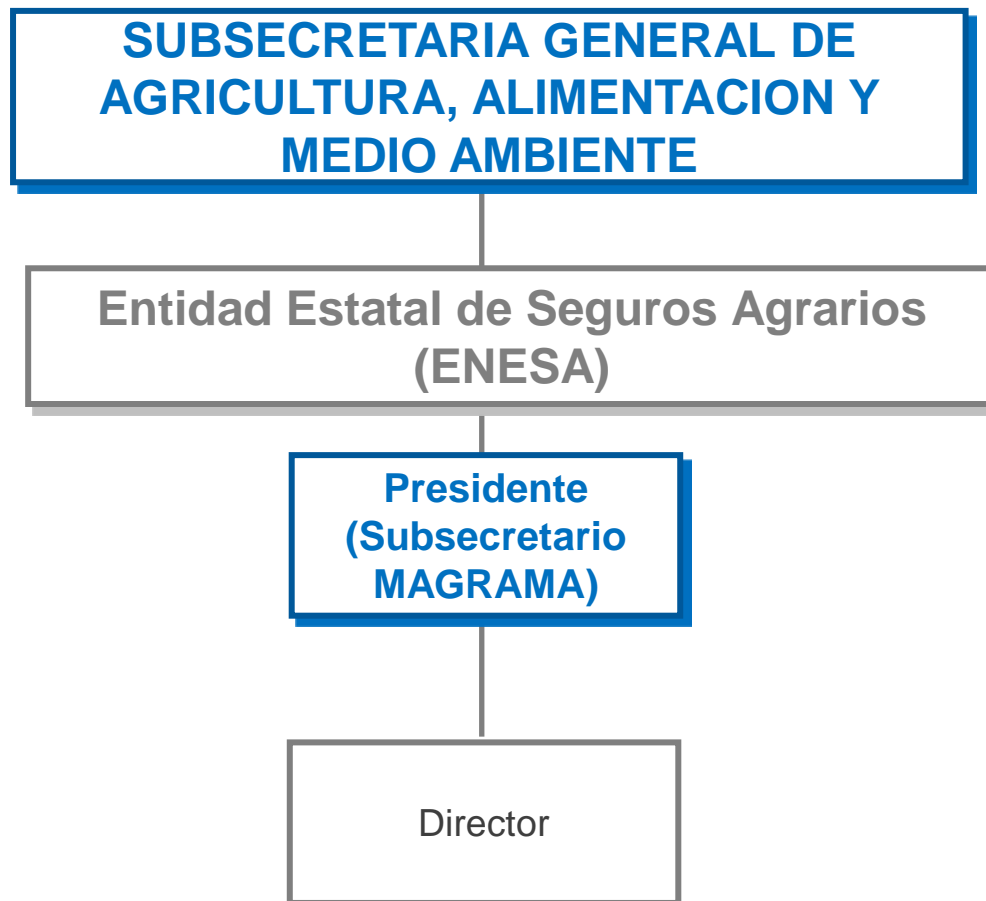 SUBSECRETARIA GENERAL DE
AGRICULTURA, ALIMENTACION Y
MEDIO AMBIENTE
Entidad Estatal de Seguros Agrarios
(ENESA)
Presidente
(Subsecretario
MAGRAMA)
Director